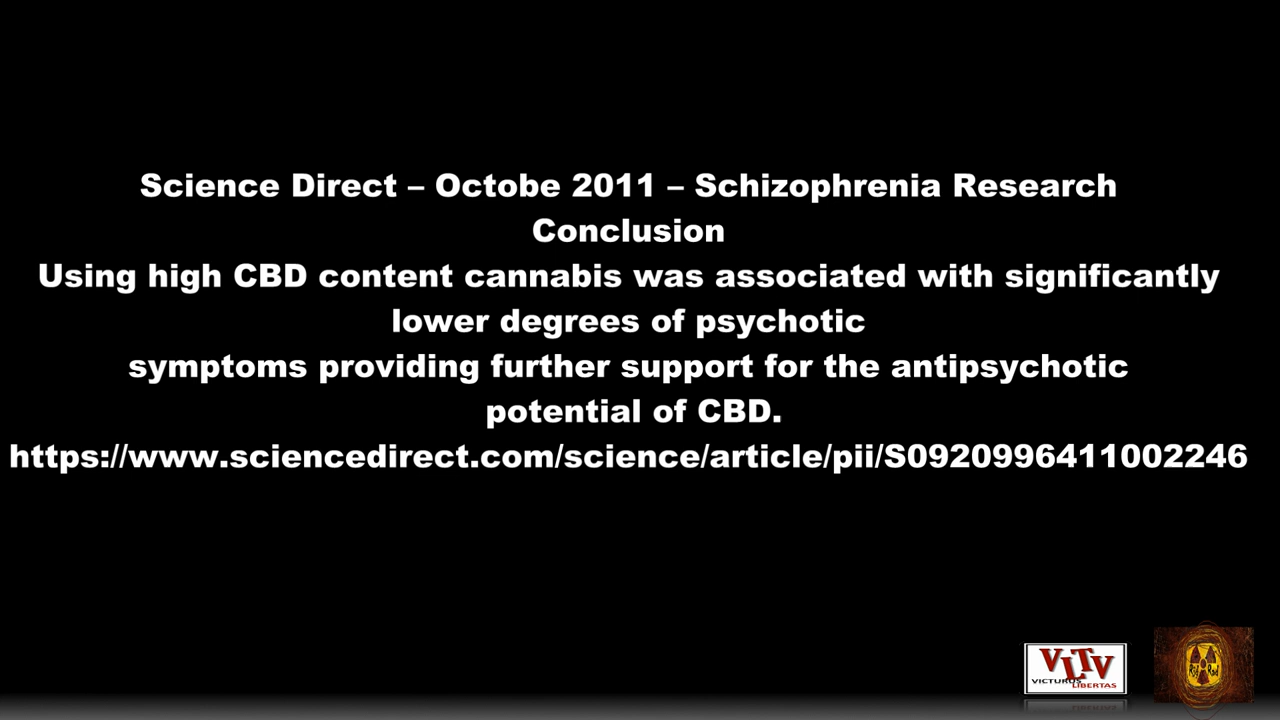 Science Direct – Octobe 2011 – Schizophrenia Research
Conclusion
Using high CBD content cannabis was associated with significantly
lower degrees of psychotic
symptoms providing further support for the antipsychotic
potential of CBD.
https://www.sciencedirect.com/science/article/pii/S0920996411002246
VLTV
VICTURUS
LIBERTAS